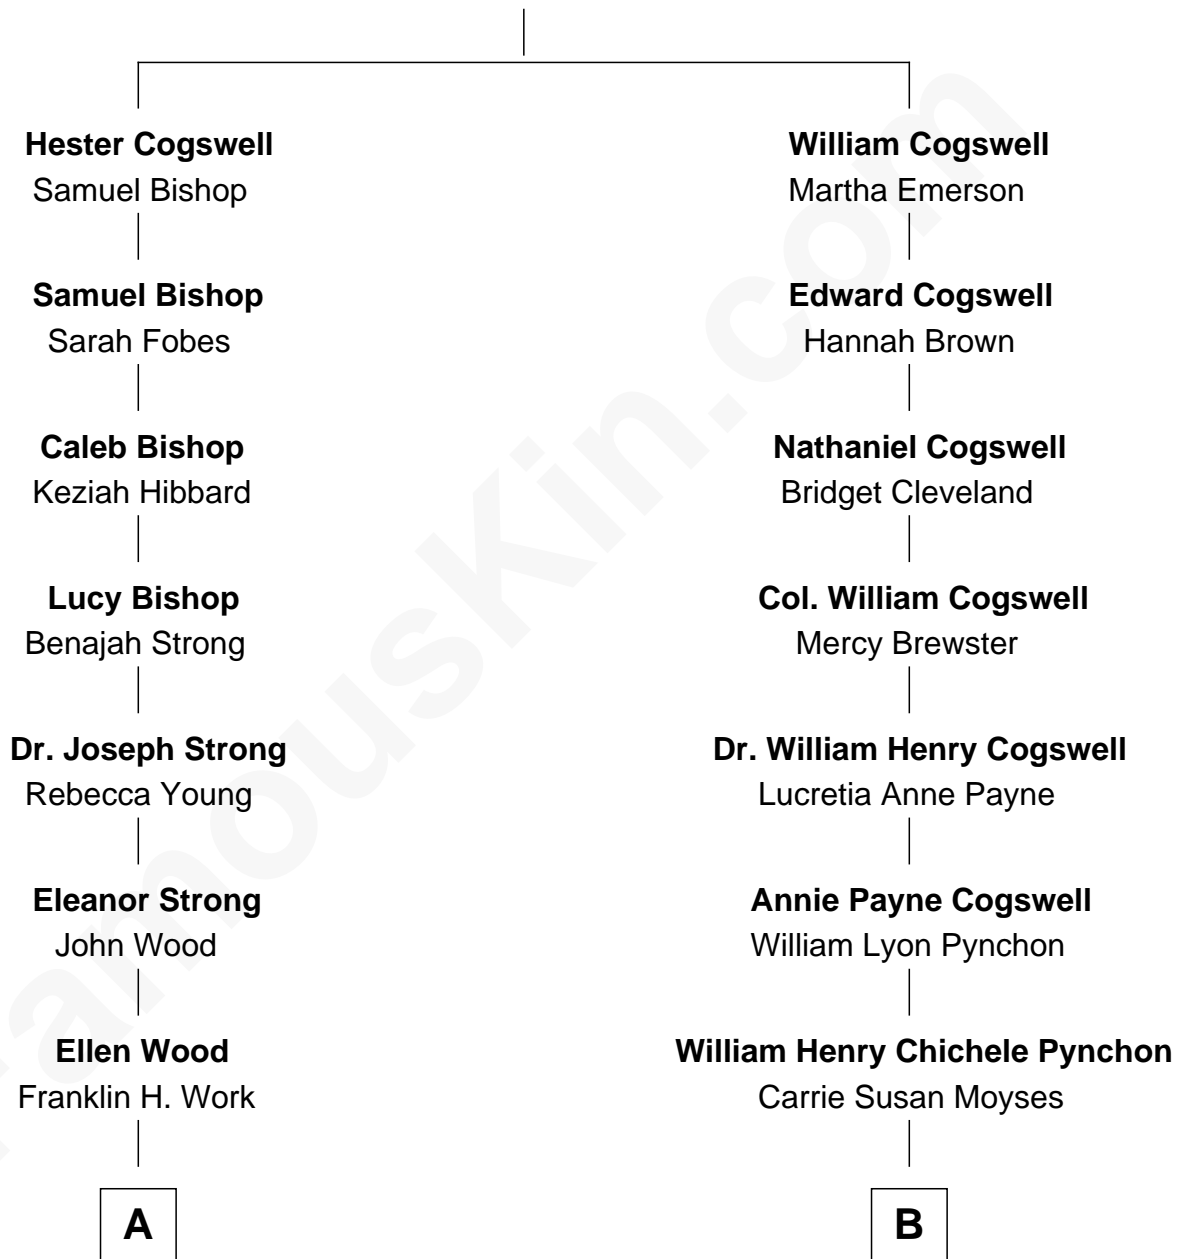 Hester Cogswell
Samuel Bishop
William Cogswell
Martha Emerson
Samuel Bishop
Sarah Fobes
Edward Cogswell
Hannah Brown
Caleb Bishop
Keziah Hibbard
Nathaniel Cogswell
Bridget Cleveland
Lucy Bishop
Benajah Strong
Col. William Cogswell
Mercy Brewster
Dr. Joseph Strong
Rebecca Young
Dr. William Henry Cogswell
Lucretia Anne Payne
Eleanor Strong
John Wood
Annie Payne Cogswell
William Lyon Pynchon
Ellen Wood
Franklin H. Work
William Henry Chichele Pynchon
Carrie Susan Moyses
A
B
FamousKin.com